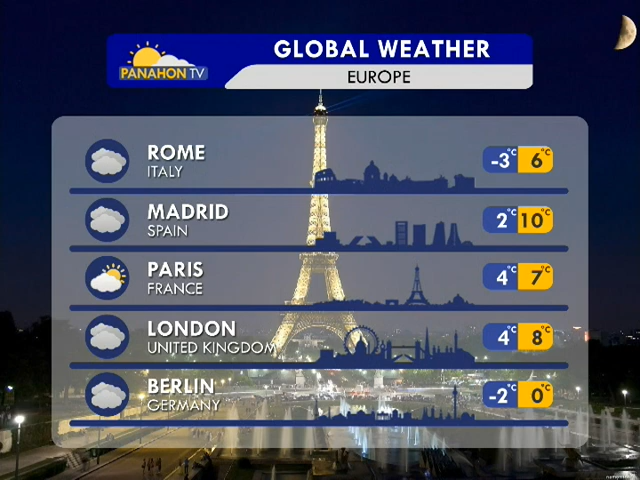 PANAHON TV
GLOBAL WEATHER
EUROPE
ROME
ITALY
-3°C 6°C
MADRID
SPAIN
2°C 10°C
PARIS
FRANCE
4°C 7°C
LONDON
UNITED KINGDOM
4°C 8°C
BERLIN
GERMANY
-2°C 0°C